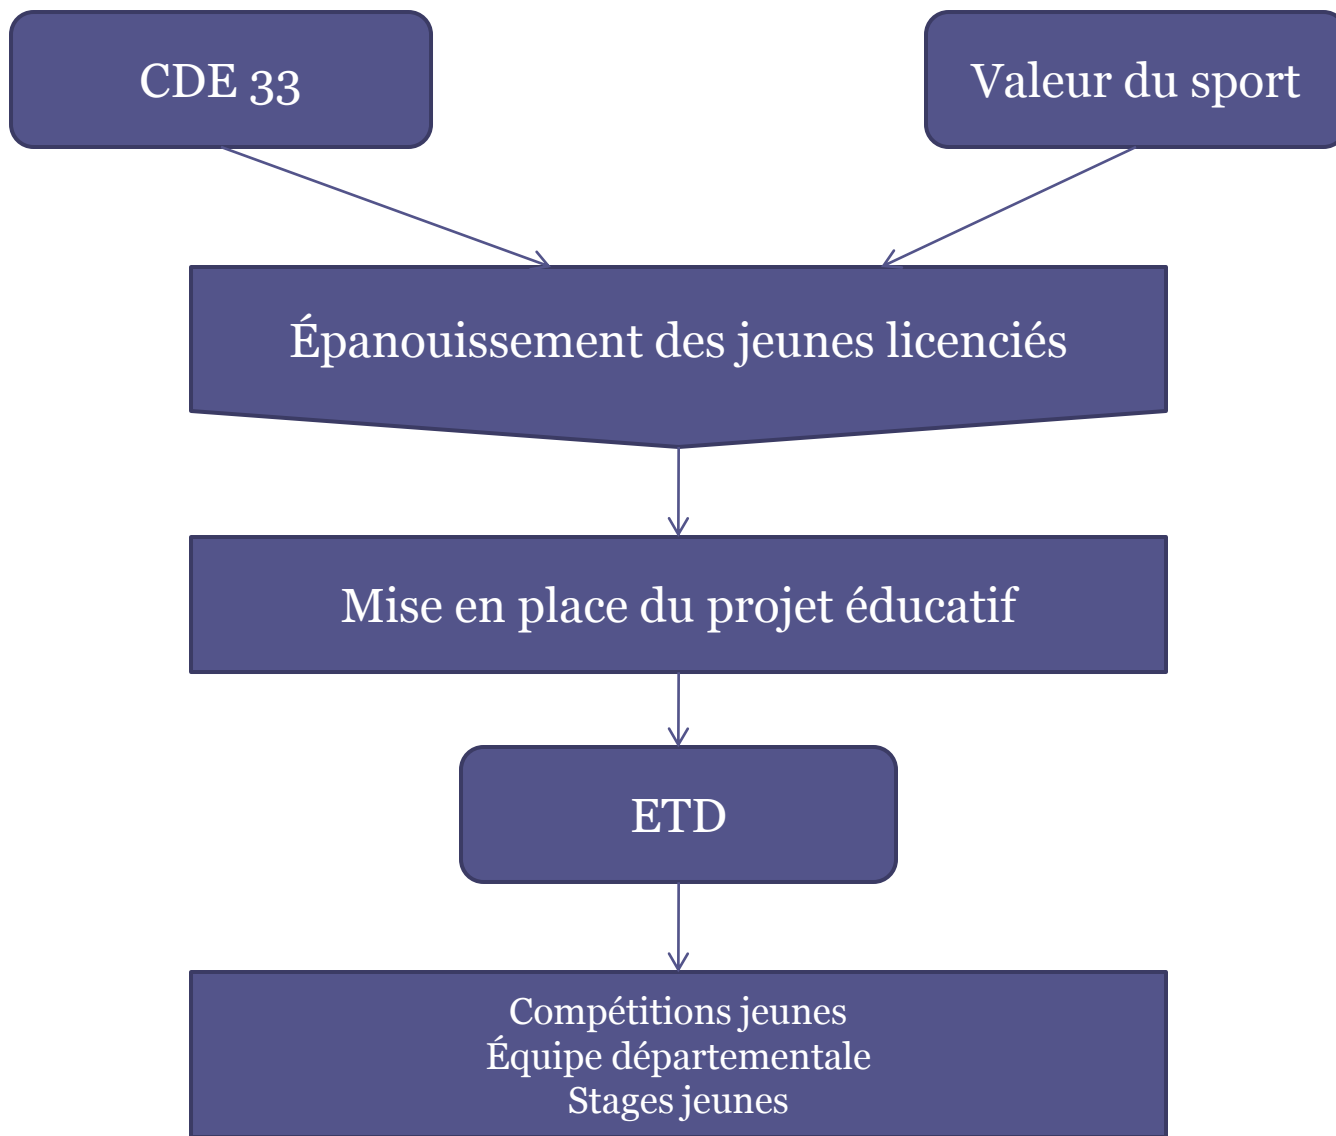 CDE 33
Valeur du sport
Épanouissement des jeunes licenciés
Mise en place du projet éducatif
ETD
Compétitions jeunes
Équipe départementale
Stages jeunes